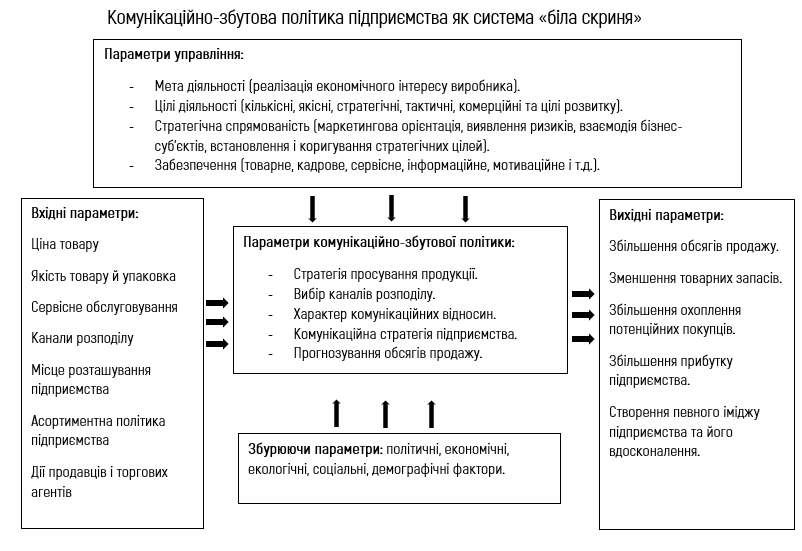 Комунікаційно-збутова політика підприємства як система «біла скриня»
Параметри управління:
- Мета діяльності (реалізація економічного інтересу виробника).
- Цілі діяльності (кількісні, якісні, стратегічні, тактичні, комерційні та цілі розвитку).
- Стратегічна спрямованість (маркетингова орієнтація, виявлення ризиків, взаємодія бізнес-
суб'єктів, встановлення і коригування стратегічних цілей).
- Забезпечення (товарне, кадрове, сервісне, інформаційне, мотиваційне і т.д.).
Вхідні параметри:
Ціна товару
Якість товару й упаковка
Сервісне обслуговування
Канали розподілу
Місце розташування
підприємства
Асортиментна політика
підприємства
Дії продавців і торгових
агентів
Параметри комунікаційно-збутової політики:
- Стратегія просування продукції.
- Вибір каналів розподілу.
- Характер комунікаційних відносин.
- Комунікаційна стратегія підприємства.
- Прогнозування обсягів продажу.
Збурюючи параметри: політичні, економічні,
екологічні, соціальні, демографічні фактори.
Вихідні параметри:
Збільшення обсягів продажу.
Зменшення товарних запасів.
Збільшення охоплення
потенційних покупців.
Збільшення прибутку
підприємства.
Створення певного іміджу
підприємства та його
вдосконалення.